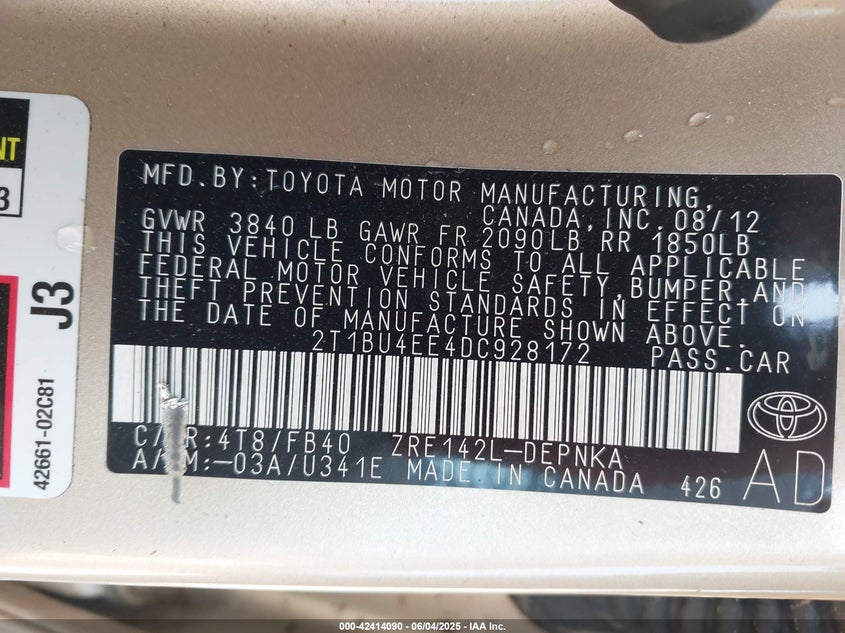 NT
3
J3
42661-02C81
MFD.BY:TOYOTA MOTOR MANUFACTURING,
CANADA,INC.08/12
GVWR 3840 LB GAWR FR 2090LB RR 1850LB
THIS VEHICLE CONFORMS TO ALL APPLICABLE
FEDERAL MOTOR VEHICLE SAFETY,BUMPER,AND
THEFT PREVENTION STANDARDS IN EFFECT ON
THE DATE OF MANUFACTURE SHOWN ABOVE.
2T1BU4EE4DC928172 PASS.CAR
:4T8/FB40 ZRE142L-DEPNKA
:-03A/U341E MADE IN CANADA 426
AD
000-42414090 | 06/04/2025 - IAA Inc.